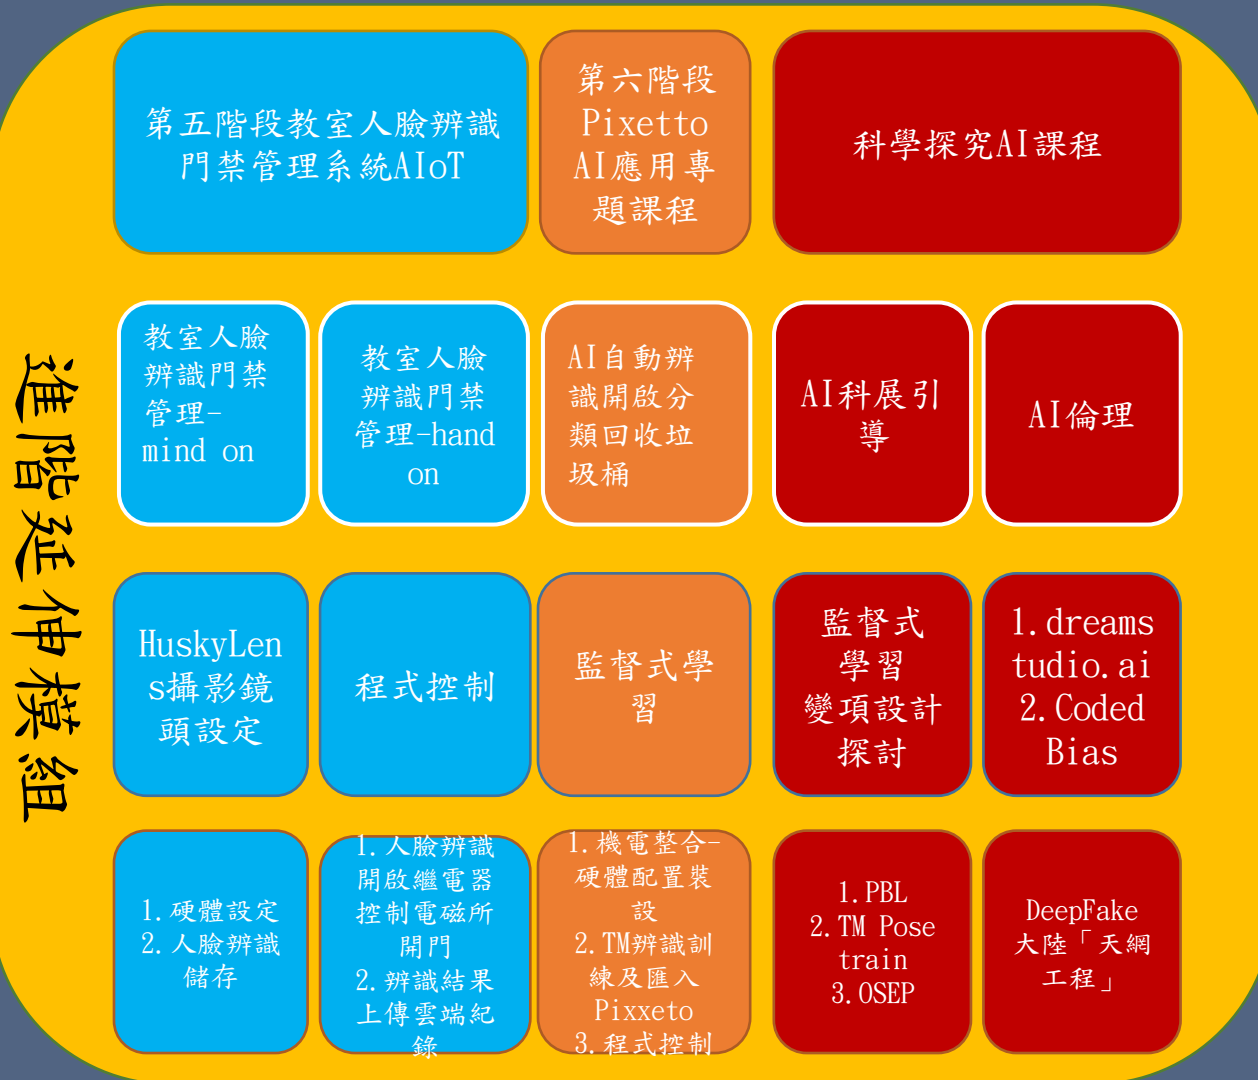 進階延伸模組
第五階段教室人臉辨識
門禁管理系統AIoT
第六階段
Pixetto
AI應用專
題課程
科學探究AI課程
教室人臉
辨識門禁
管理-
mind on
教室人臉
辨識門禁
管理-hand
on
AI自動辨
識開啟分
類回收垃
圾桶
AI科展引
導
AI倫理
HuskyLen
s攝影鏡
頭設定
程式控制
監督式學
習
監督式
學習
變項設計
探討
1.dreams
tudio.ai
2.Coded
Bias
1.硬體設定
2.人臉辨識
儲存
1.人臉辨識
開啟繼電器
控制電磁所
開門
2.辨識結果
上傳雲端紀
錄
1.機電整合-
硬體配置裝
設
2.TM辨識訓
練及匯入
Pixxeto
3.程式控制
1.PBL
2.TM Pose
train
3.OSEP
DeepFake
大陸「天網
工程」